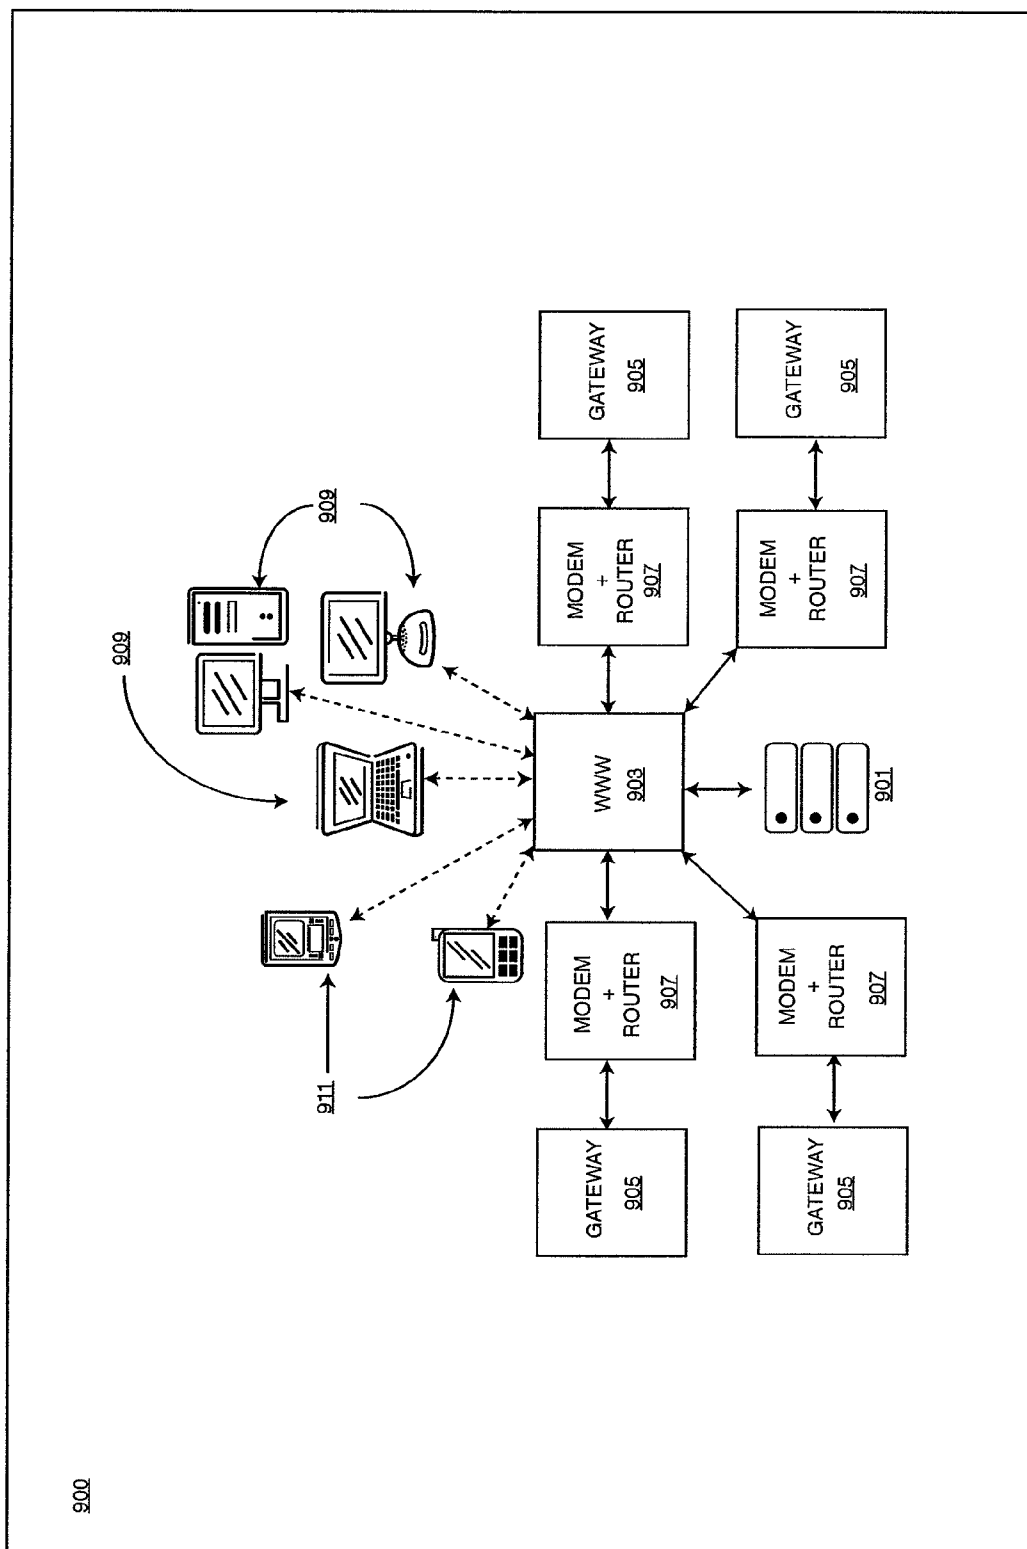 900
911
909
909
GATEWAY
905
MODEM
+
ROUTER
907
WWW
903
MODEM
+
ROUTER
907
GATEWAY
905
GATEWAY
905
MODEM
+
ROUTER
907
901
MODEM
+
ROUTER
907
GATEWAY
905